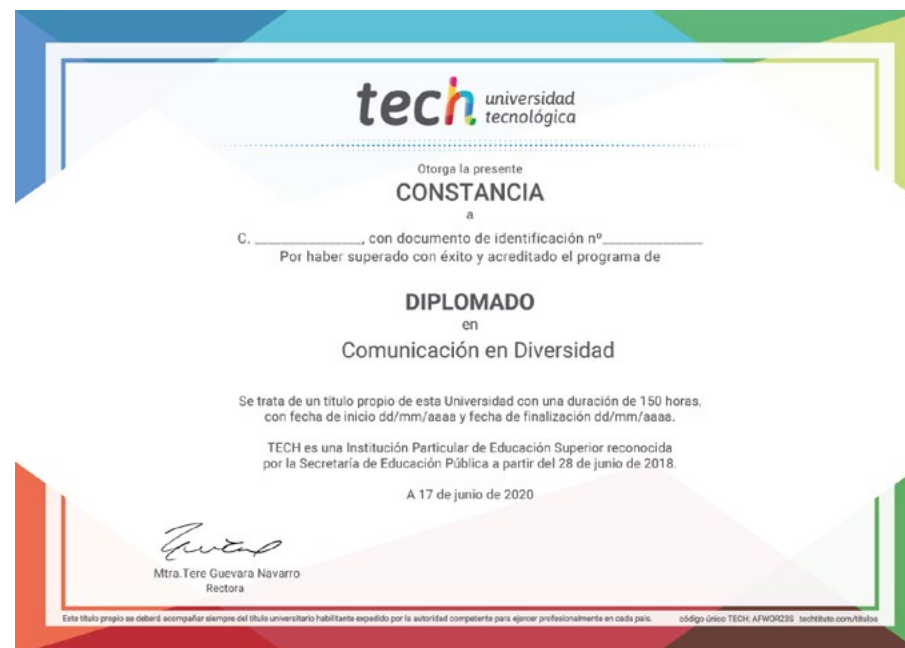 tech universidad
tecnológica
Otorga la presente
CONSTANCIA
a
C. _______________, con documento de identificación nº______________
Por haber superado con éxito y acreditado el programa de
DIPLOMADO
en
Comunicación en Diversidad
Se trata de un título propio de esta Universidad con una duración de 150 horas,
con fecha de inicio dd/mm/aaaa y fecha de finalización dd/mm/aaaa.
TECH es una Institución Particular de Educación Superior reconocida
por la Secretaría de Educación Pública a partir del 28 de junio de 2018.
A 17 de junio de 2020
Mtra.Tere Guevara Navarro
Rectora
Este título propio se deberá acompañar siempre del título universitario habilitante expedido por la autoridad competente para ejercer profesionalmente en cada país. código único TECH: AFWOR23S techtitute.com/titulos